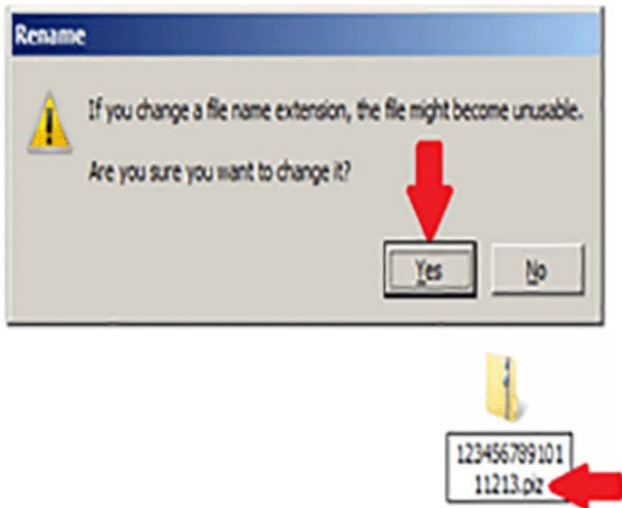 Rename
If you change a file name extension, the file might become unusable.
Are you sure you want to change it?
Yes
No
123456789101
11213.piz